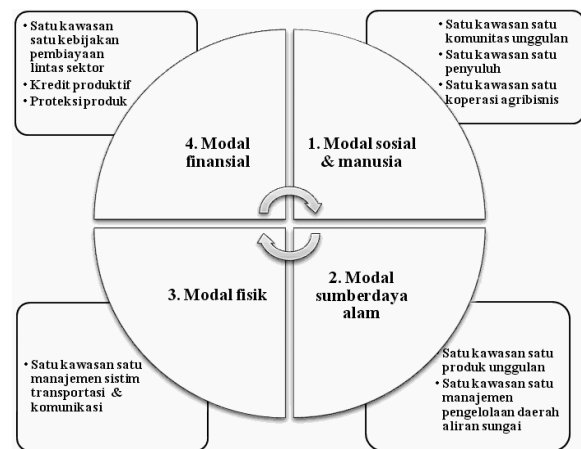 • Satu kawasan
satu kebijakan
pembiayaan
lintas sektor
• Kredit produktif
• Proteksi produk
• Satu kawasan satu
komunitas unggulan
• Satu kawasan satu
penyuluh
• Satu kawasan satu
koperasi agribisnis
4. Modal
finansial
1. Modal sosial
& manusia
3. Modal fisik
2. Modal
sumberdaya
alam
• Satu kawasan satu
manajemen sistim
transportasi &
komunikasi
Satu kawasan satu
produk unggulan
• Satu kawasan satu
manajemen
pengelolaan daerah
aliran sungai